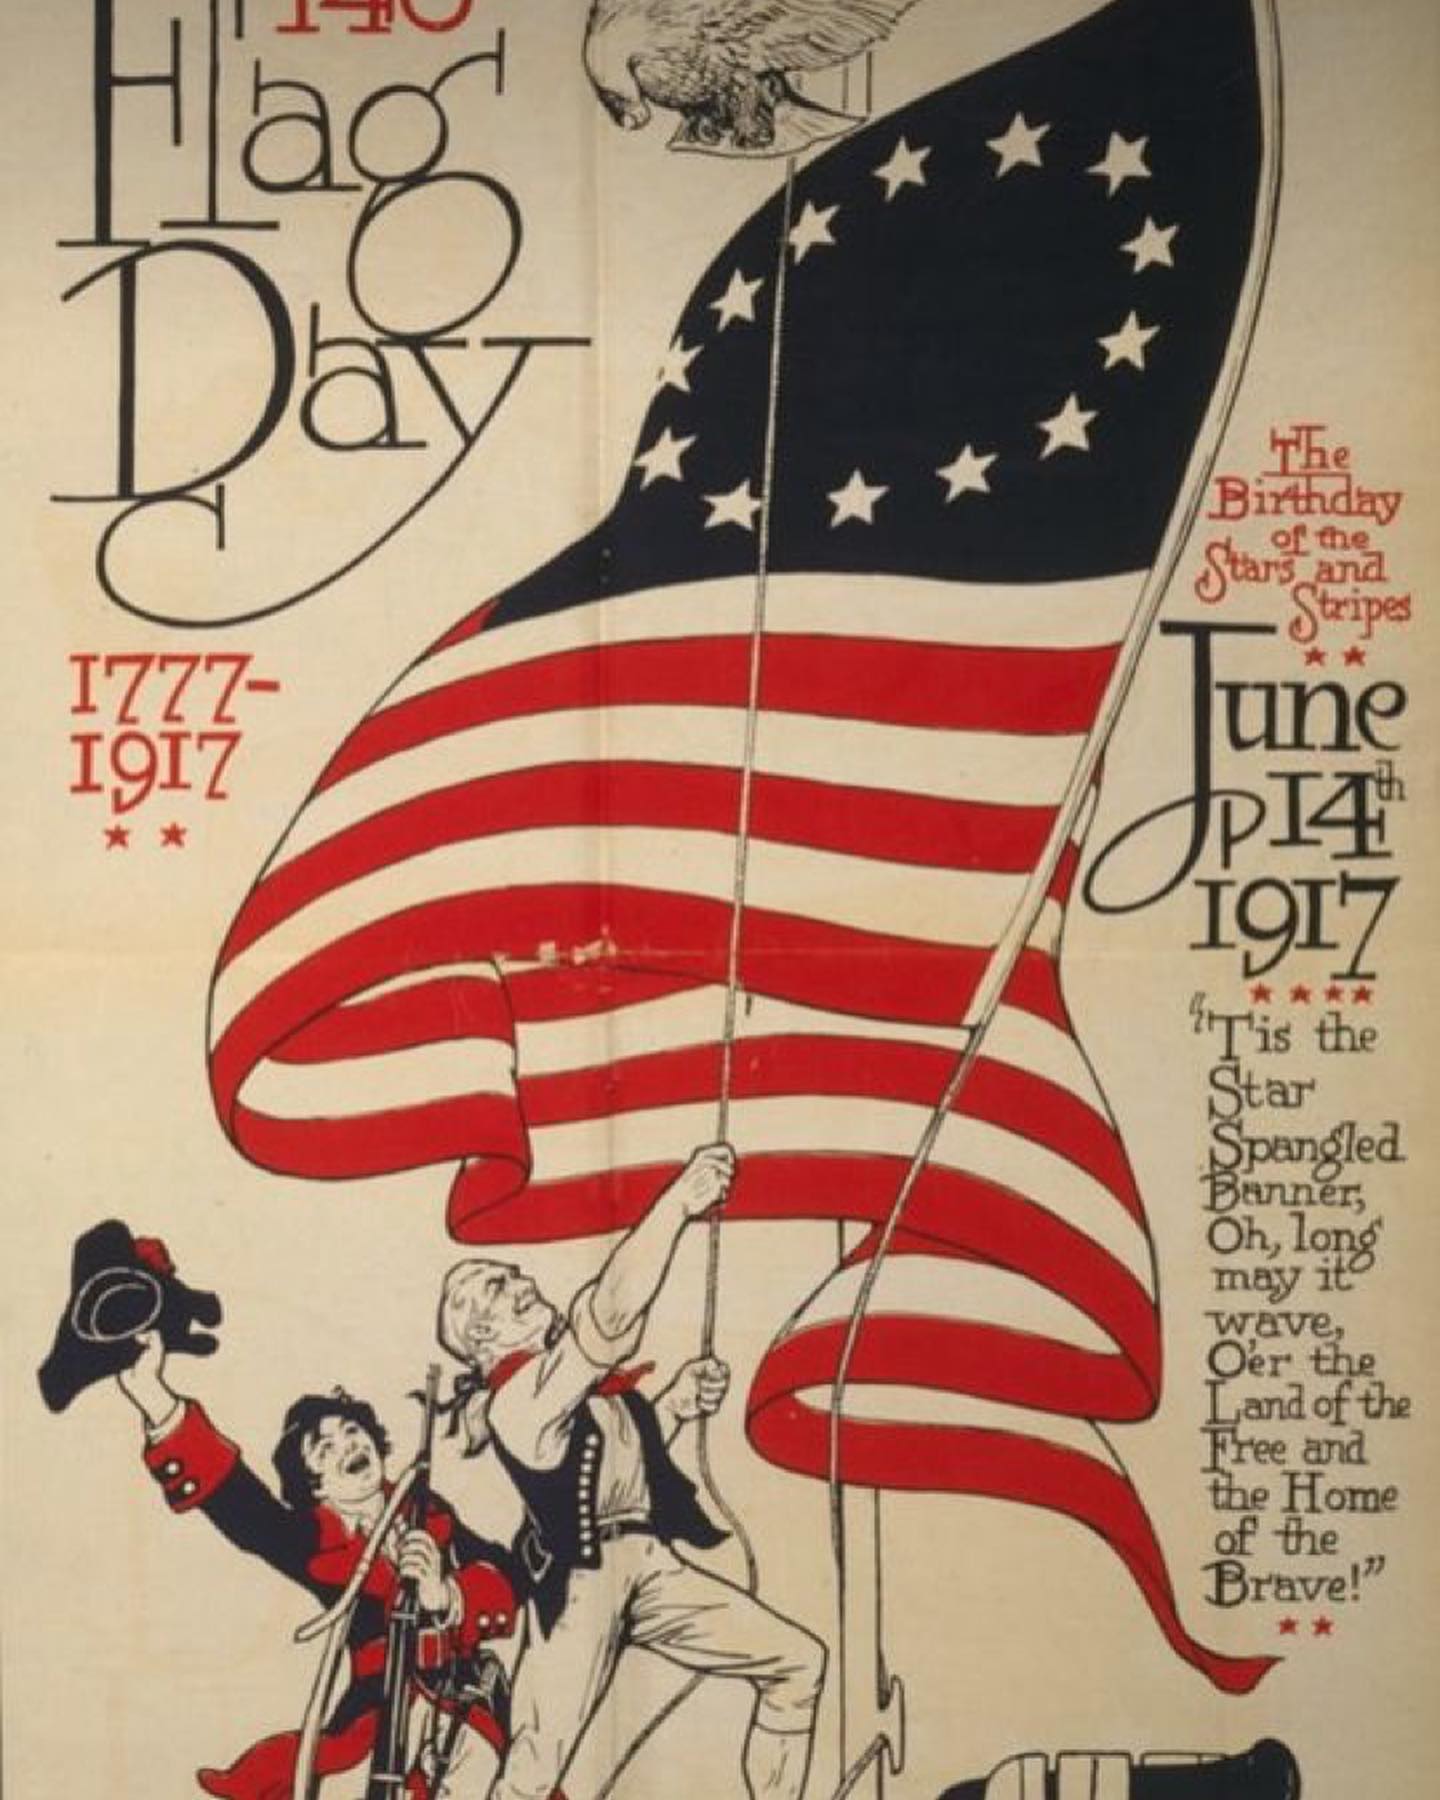 140
Flag
Day
1777-
1917
The
Birthday
of the
Stars and
Stripes
June
14th
1917
"'Tis the
Star
Spangled
Banner,
Oh, long
may it
wave,
O'er the
Land of the
Free and
the Home
of the
Brave!"